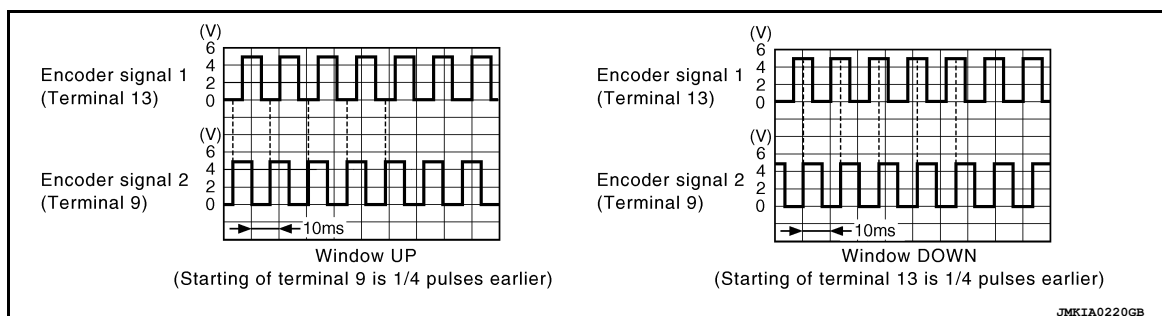 (V)
6
4
2
0
Encoder signal 1
(Terminal 13)
(V)
6
4
2
0
Encoder signal 2
(Terminal 9)
10ms
Window UP
(Starting of terminal 9 is 1/4 pulses earlier)
(V)
6
4
2
0
Encoder signal 1
(Terminal 13)
(V)
6
4
2
0
Encoder signal 2
(Terminal 9)
10ms
Window DOWN
(Starting of terminal 13 is 1/4 pulses earlier)
JMKIA0220GB